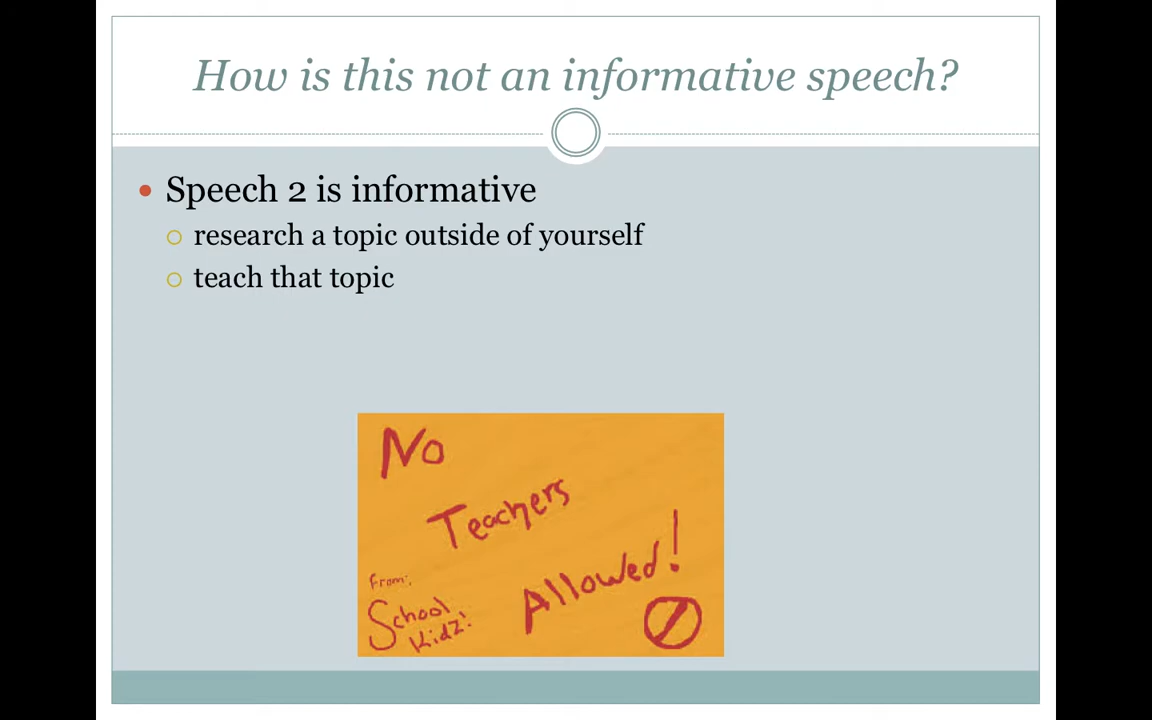 How is this not an informative speech?
Speech 2 is informative
research a topic outside of yourself
teach that topic
No
Teachers
Allowed!
From:
School
Kidz!